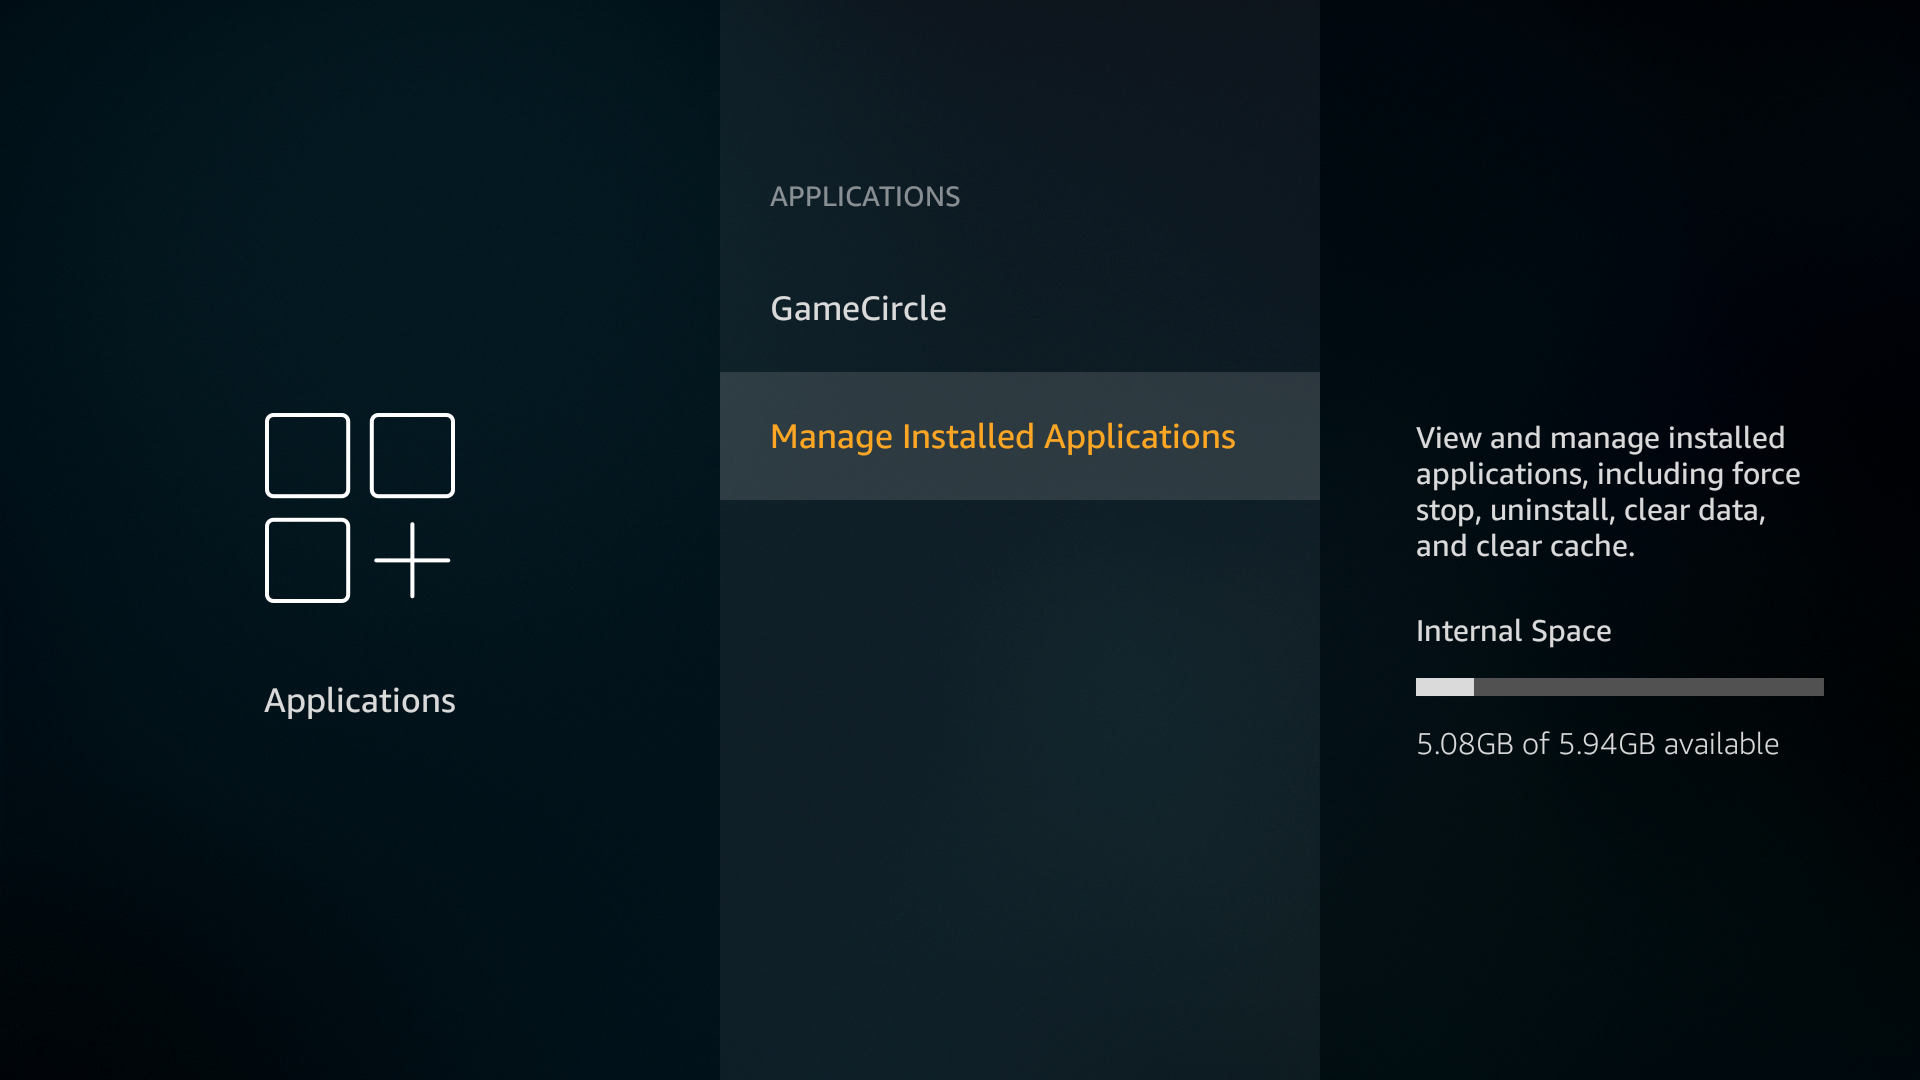 APPLICATIONS
GameCircle
Manage Installed Applications
Applications
View and manage installed
applications, including force
stop, uninstall, clear data,
and clear cache.
Internal Space
5.08GB of 5.94GB available